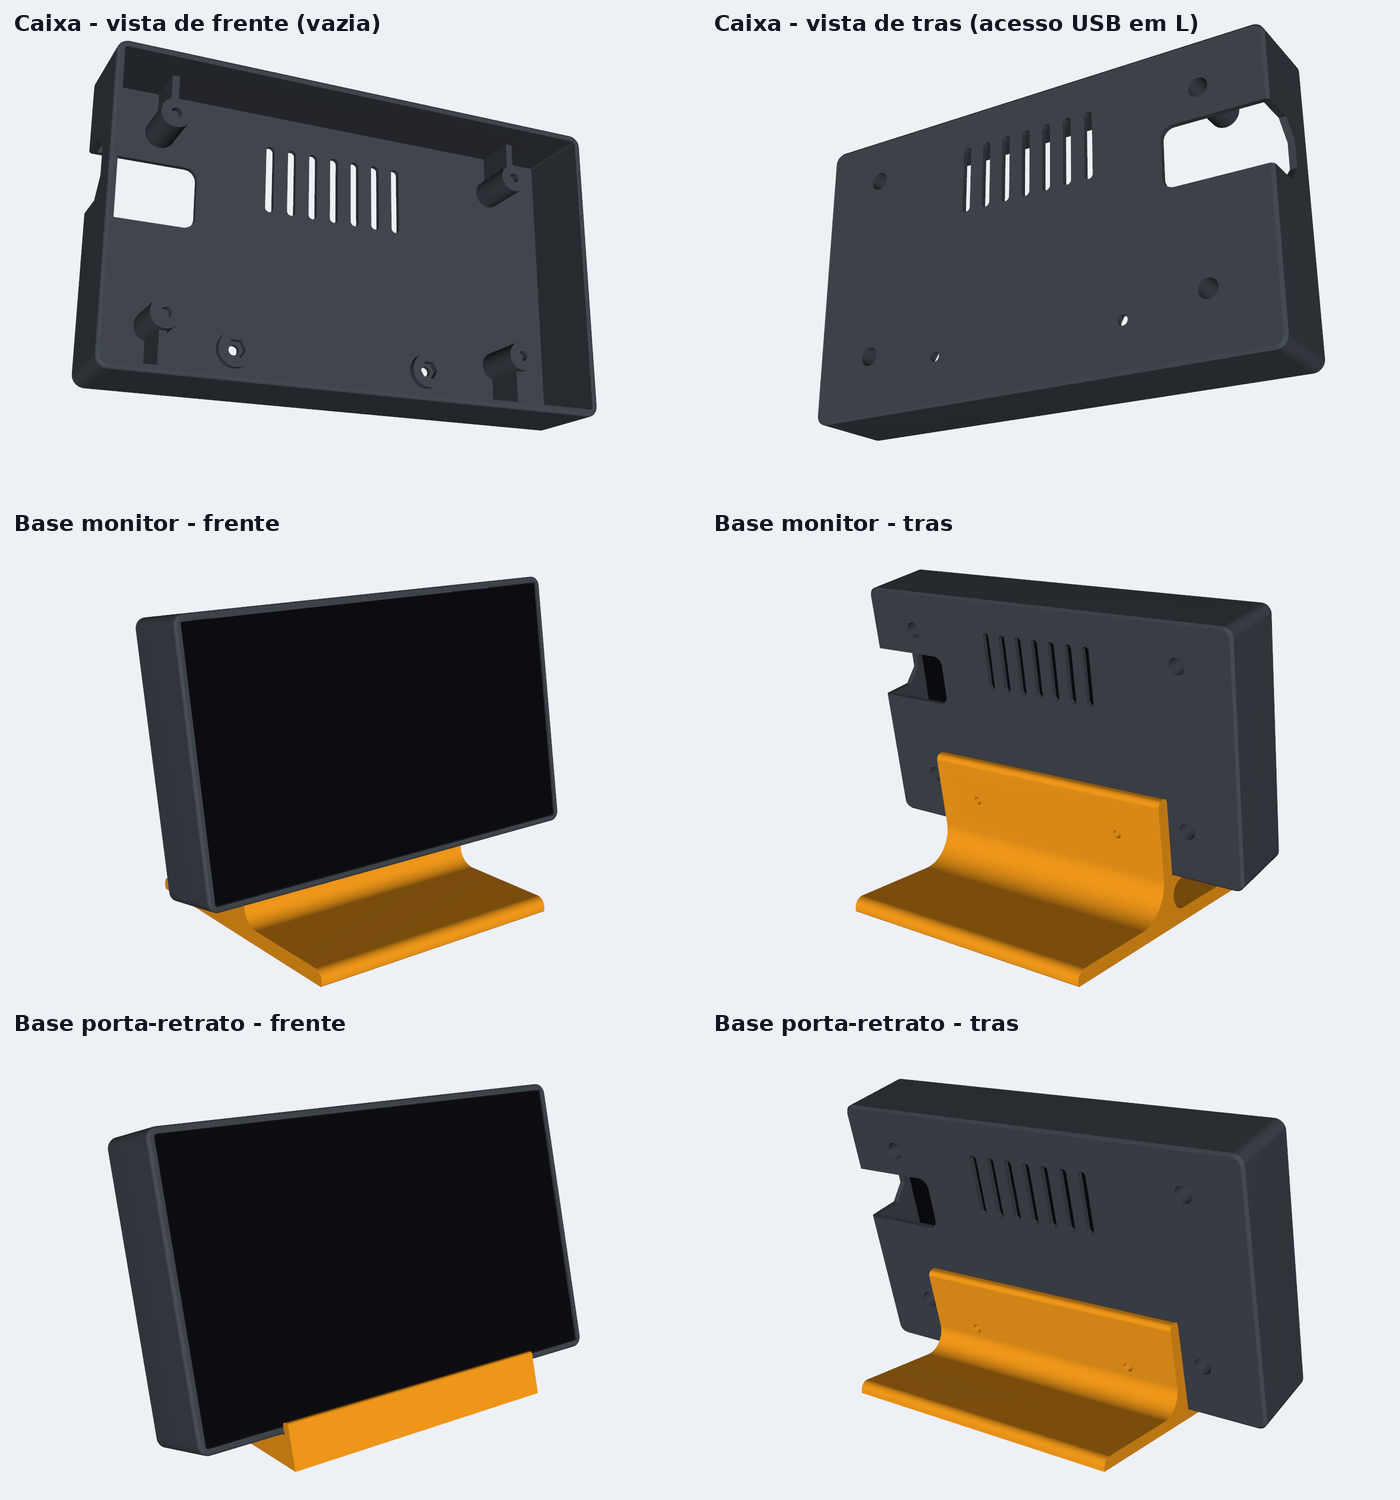 Caixa - vista de frente (vazia)
Caixa - vista de tras (acesso USB em L)
Base monitor - frente
Base monitor - tras
Base porta-retrato - frente
Base porta-retrato - tras